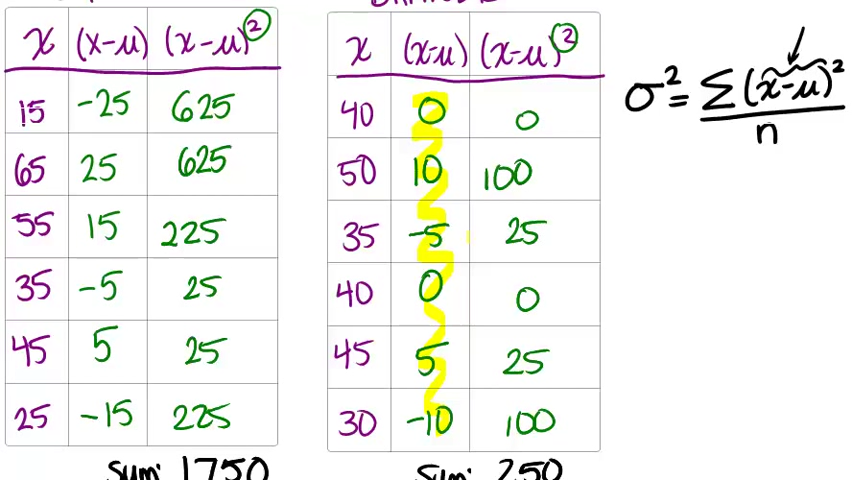 x (x-μ) (x-μ)²
15 -25 625
65 25 625
55 15 225
35 -5 25
45 5 25
25 -15 225
sum: 1750
x (x-μ) (x-μ)²
40 0 0
50 10 100
35 -5 25
40 0 0
45 5 25
30 -10 100
sum: 250
σ² = Σ(x-μ)²
n